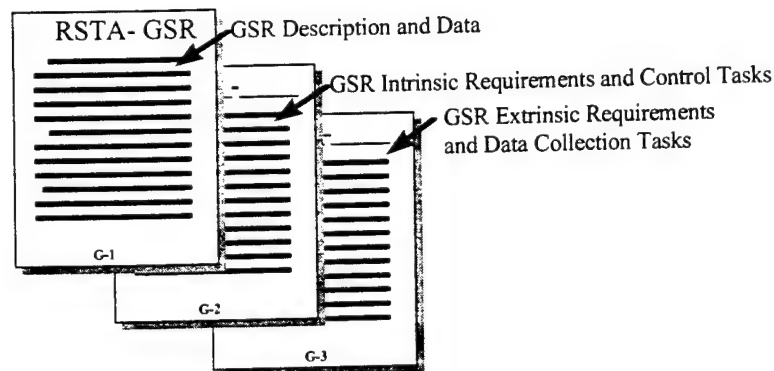 RSTA- GSR
GSR Description and Data
GSR Intrinsic Requirements and Control Tasks
GSR Extrinsic Requirements
and Data Collection Tasks
G-1
G-2
G-3